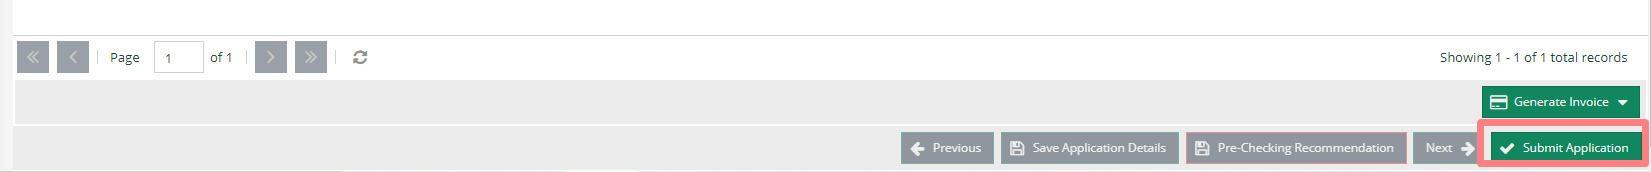 Page 1 of 1 Showing 1 - 1 of 1 total records
Generate Invoice
Previous Save Application Details Pre-Checking Recommendation Next Submit Application